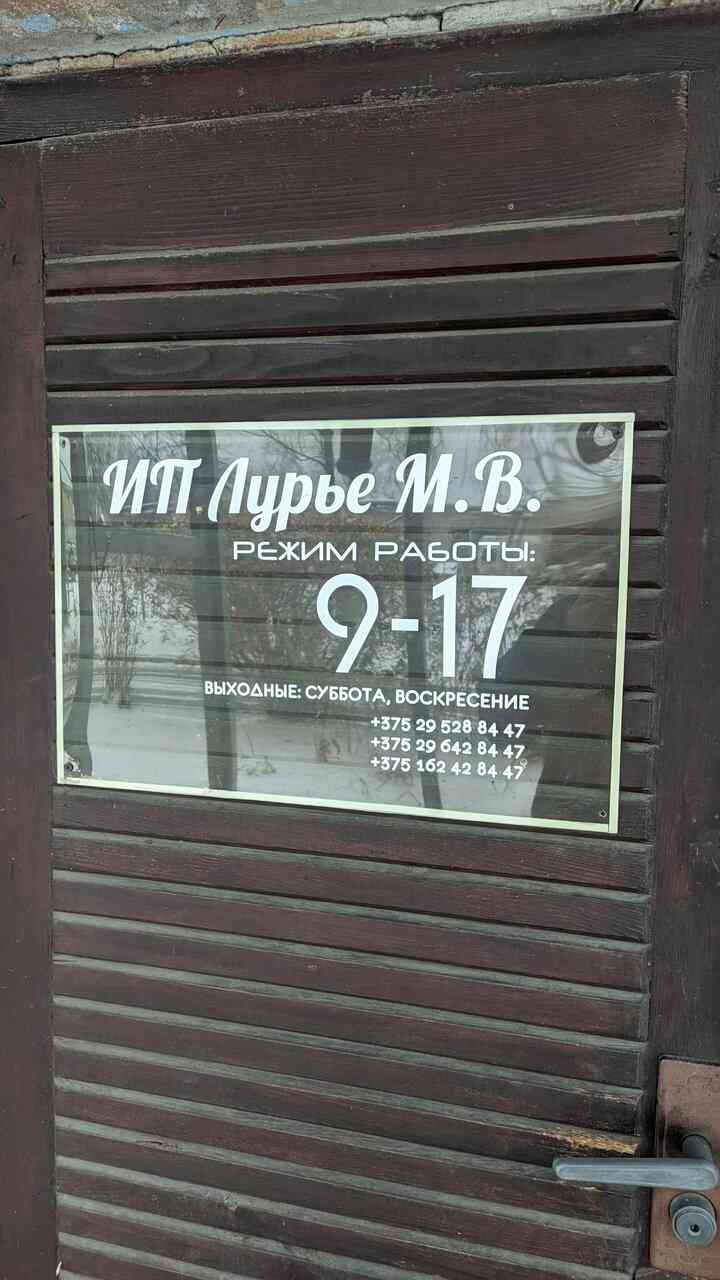 ИП Лурье М.В.
РЕЖИМ РАБОТЫ:
9-17
ВЫХОДНЫЕ: СУББОТА, ВОСКРЕСЕНИЕ
+375 29 528 84 47
+375 29 642 84 47
+375 162 42 84 47